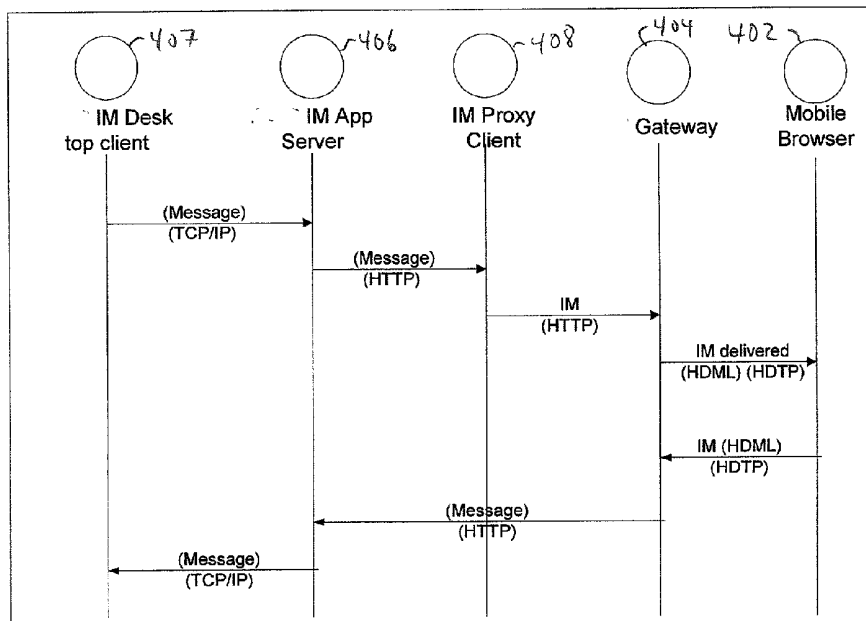 407
406
408
404
402
IM Desk
top client
IM App
Server
IM Proxy
Client
Gateway
Mobile
Browser
(Message)
(TCP/IP)
(Message)
(HTTP)
IM
(HTTP)
IM delivered
(HDML) (HDTP)
IM (HDML)
(HDTP)
(Message)
(HTTP)
(Message)
(TCP/IP)